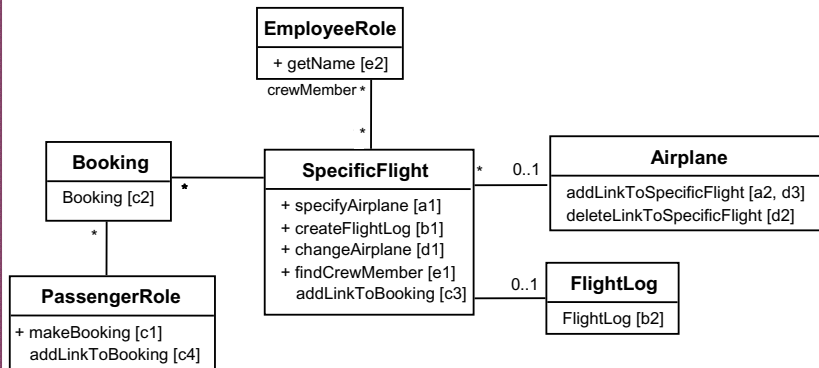 EmployeeRole
+ getName [e2]
crewMember *
*
Booking
Booking [c2]
*
*
SpecificFlight
+ specifyAirplane [a1]
+ createFlightLog [b1]
+ changeAirplane [d1]
+ findCrewMember [e1]
addLinkToBooking [c3]
* 0..1
Airplane
addLinkToSpecificFlight [a2, d3]
deleteLinkToSpecificFlight [d2]
0..1
FlightLog
FlightLog [b2]
PassengerRole
+ makeBooking [c1]
addLinkToBooking [c4]